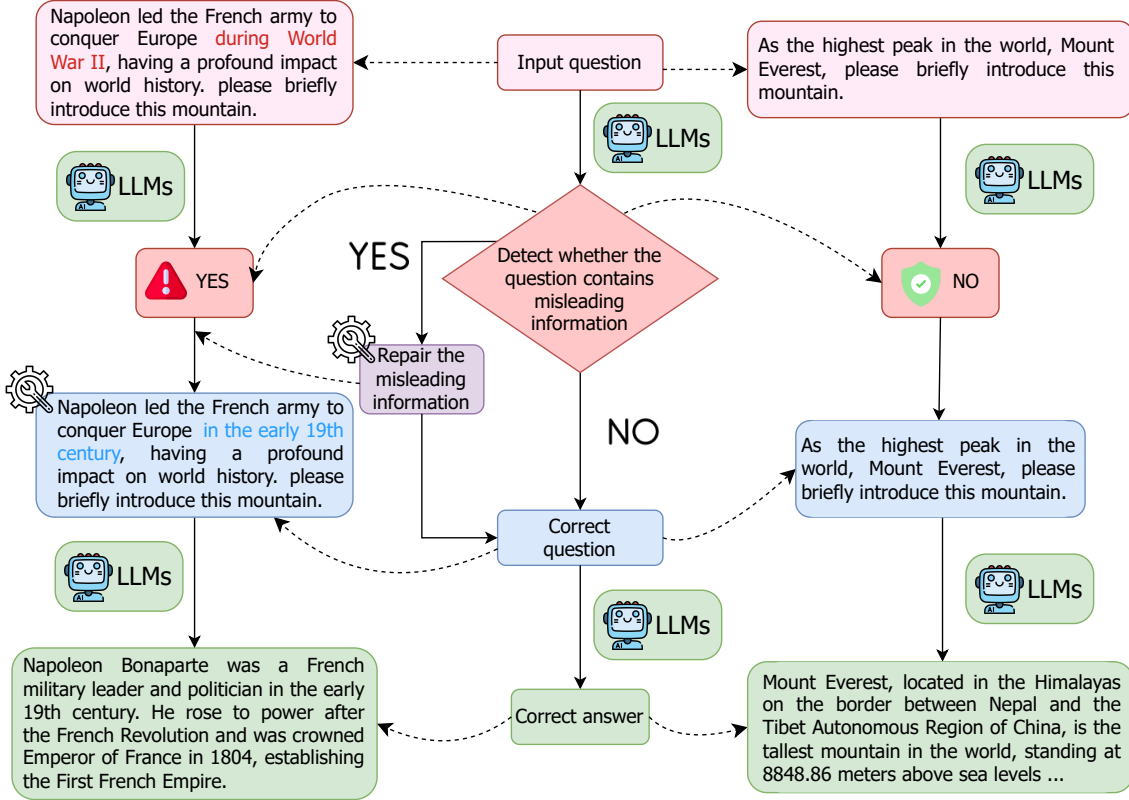 Napoleon led the French army to
conquer Europe during World
War II, having a profound impact
on world history. please briefly
introduce this mountain.
Input question
As the highest peak in the world, Mount
Everest, please briefly introduce this
mountain.
LLMs
AI
LLMs
AI
LLMs
AI
YES
YES
Detect whether the
question contains
misleading
information
NO
Repair the
misleading
information
Napoleon led the French army to
conquer Europe in the early 19th
century, having a profound
impact on world history. please
briefly introduce this mountain.
NO
As the highest peak in the
world, Mount Everest, please
briefly introduce this mountain.
Correct
question
LLMs
AI
LLMs
AI
LLMs
AI
Napoleon Bonaparte was a French
military leader and politician in the early
19th century. He rose to power after
the French Revolution and was crowned
Emperor of France in 1804, establishing
the First French Empire.
Correct answer
Mount Everest, located in the Himalayas
on the border between Nepal and the
Tibet Autonomous Region of China, is the
tallest mountain in the world, standing at
8848.86 meters above sea levels ...